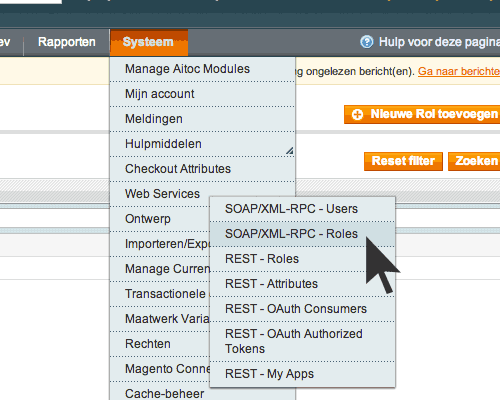 ev Rapporten Systeem Hulp voor deze pagina
Manage Aitoc Modules
ng ongelezen bericht(en). Ga naar berichte
Mijn account
Meldingen
Nieuwe Rol toevoegen
Hulpmiddelen
Checkout Attributes
Reset filter Zoeken
Web Services
SOAP/XML-RPC - Users
Ontwerp
SOAP/XML-RPC - Roles
Importeren/Expo
REST - Roles
Manage Curren
REST - Attributes
Transactionele
REST - OAuth Consumers
Maatwerk Varia
REST - OAuth Authorized
Tokens
Rechten
Magento Conne
REST - My Apps
Cache-beheer